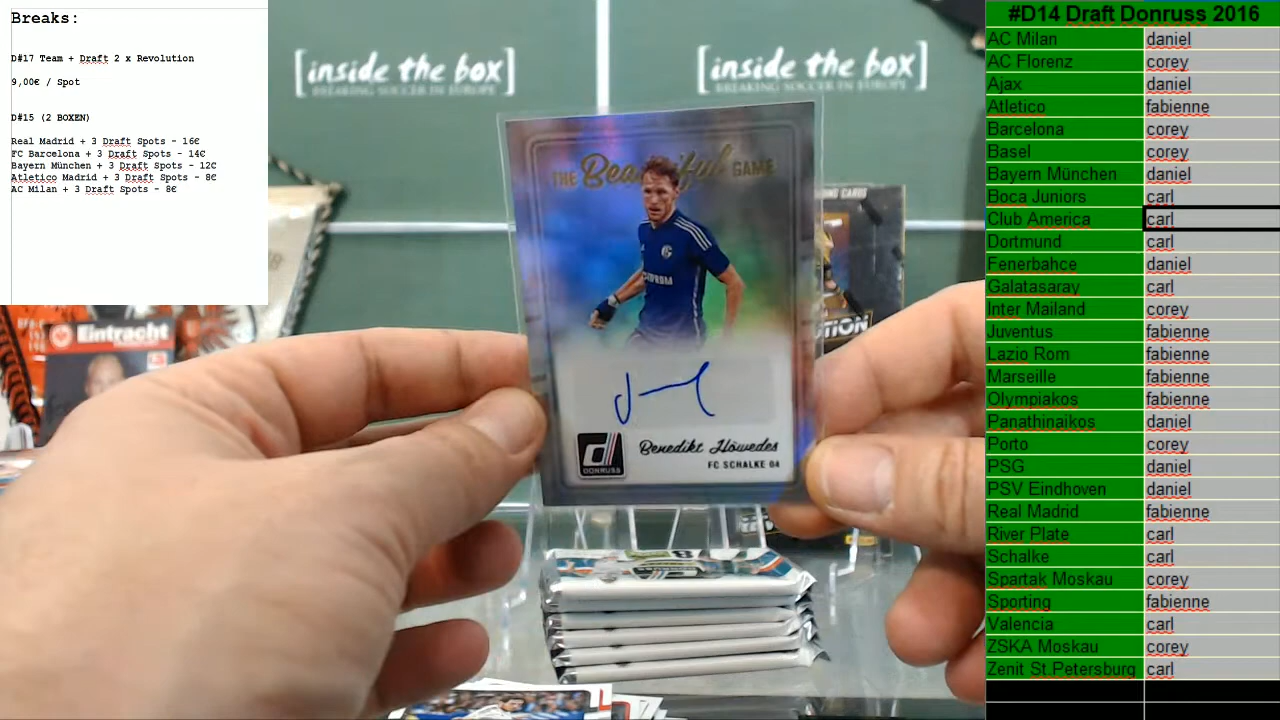 Breaks:
D#17 Team + Draft 2 x Revolution
9,00€ / Spot
D#15 (2 BOXEN)
Real Madrid + 3 Draft Spots - 16€
FC Barcelona + 3 Draft Spots - 14€
Bayern München + 3 Draft Spots - 12€
Atletico Madrid + 3 Draft Spots - 8€
AC Milan + 3 Draft Spots - 8€
inside the box
BREAKING SOCCER IN EUROPE
inside the box
BREAKING SOCCER IN EUROPE
THE Beautiful GAME
DONRUSS
Benedikt Höwedes
FC SCHALKE 04
Eintracht
#D14 Draft Donruss 2016
AC Milan daniel
AC Florenz corey
Ajax daniel
Atletico fabienne
Barcelona corey
Basel corey
Bayern München daniel
Boca Juniors carl
Club America carl
Dortmund carl
Fenerbahce daniel
Galatasaray carl
Inter Mailand corey
Juventus fabienne
Lazio Rom fabienne
Marseille fabienne
Olympiakos fabienne
Panathinaikos daniel
Porto corey
PSG daniel
PSV Eindhoven daniel
Real Madrid fabienne
River Plate carl
Schalke carl
Spartak Moskau corey
Sporting fabienne
Valencia carl
ZSKA Moskau corey
Zenit St.Petersburg carl